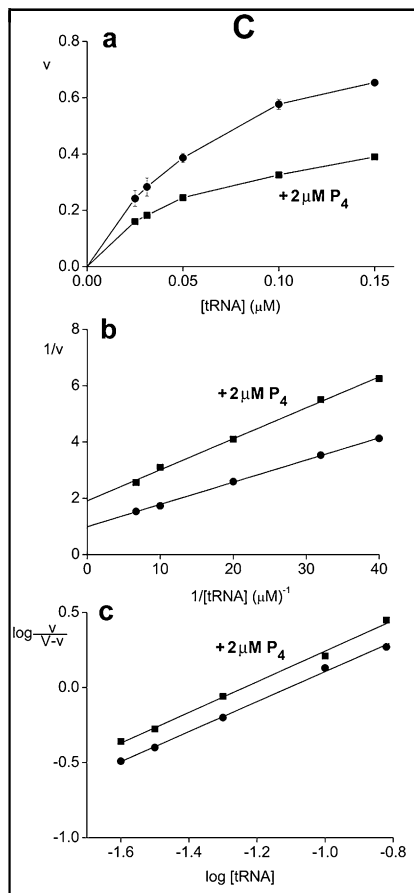 C
a
v
0.8
0.6
0.4
0.2
0.0
+2μM P4
0.00 0.05 0.10 0.15
[tRNA] (μM)
b
1/v
8
6
4
2
0
+2μM P4
0 10 20 30 40
1/[tRNA] (μM)-1
c
log v/V-v
0.5
0.0
-0.5
-1.0
+2μM P4
-1.6 -1.4 -1.2 -1.0 -0.8
log [tRNA]